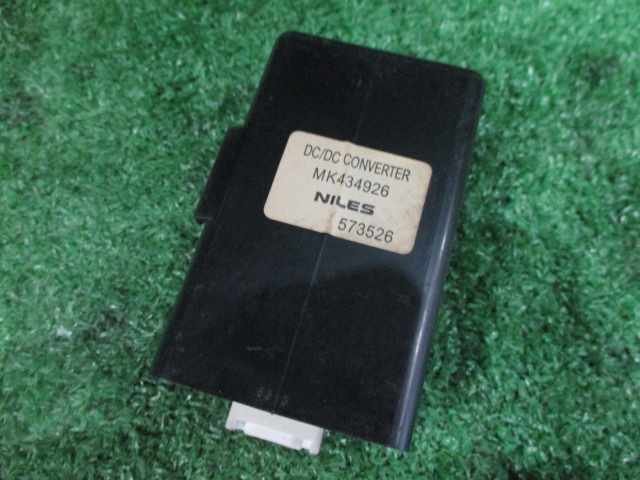 DC/DC CONVERTER
MK434926
NILES
573526